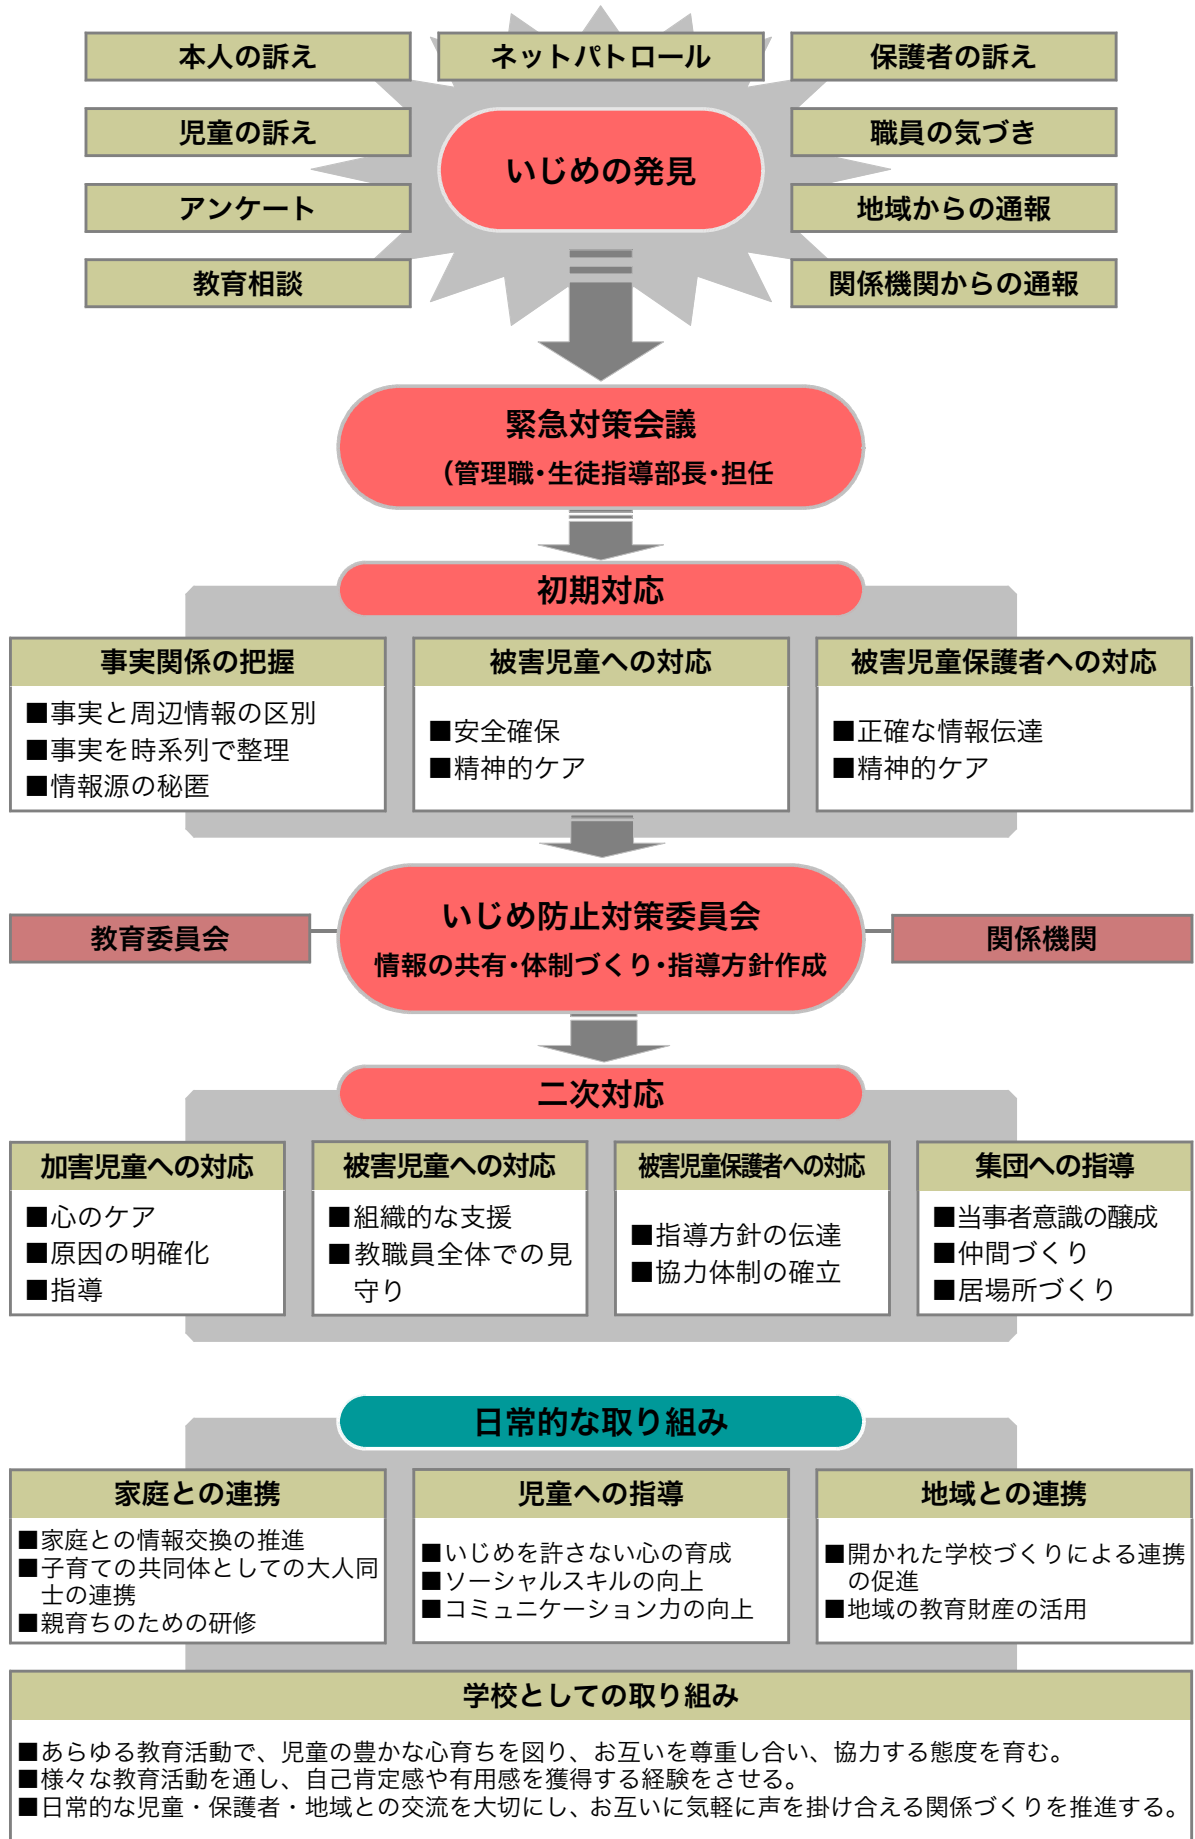 本人の訴え
ネットパトロール
保護者の訴え
児童の訴え
職員の気づき
いじめの発見
アンケート
地域からの通報
教育相談
関係機関からの通報
緊急対策会議
(管理職・生徒指導部長・担任
初期対応
事実関係の把握
■事実と周辺情報の区別
■事実を時系列で整理
■情報源の秘匿
被害児童への対応
■安全確保
■精神的ケア
被害児童保護者への対応
■正確な情報伝達
■精神的ケア
いじめ防止対策委員会
情報の共有・体制づくり・指導方針作成
教育委員会
関係機関
二次対応
加害児童への対応
■心のケア
■原因の明確化
■指導
被害児童への対応
■組織的な支援
■教職員全体での見
守り
被害児童保護者への対応
■指導方針の伝達
■協力体制の確立
集団への指導
■当事者意識の醸成
■仲間づくり
■居場所づくり
日常的な取り組み
家庭との連携
■家庭との情報交換の推進
■子育ての共同体としての大人同
士の連携
■親育ちのための研修
児童への指導
■いじめを許さない心の育成
■ソーシャルスキルの向上
■コミュニケーション力の向上
地域との連携
■開かれた学校づくりによる連携
の促進
■地域の教育財産の活用
学校としての取り組み
■あらゆる教育活動で、児童の豊かな心育ちを図り、お互いを尊重し合い、協力する態度を育む。
■様々な教育活動を通し、自己肯定感や有用感を獲得する経験をさせる。
■日常的な児童・保護者・地域との交流を大切にし、お互いに気軽に声を掛け合える関係づくりを推進する。